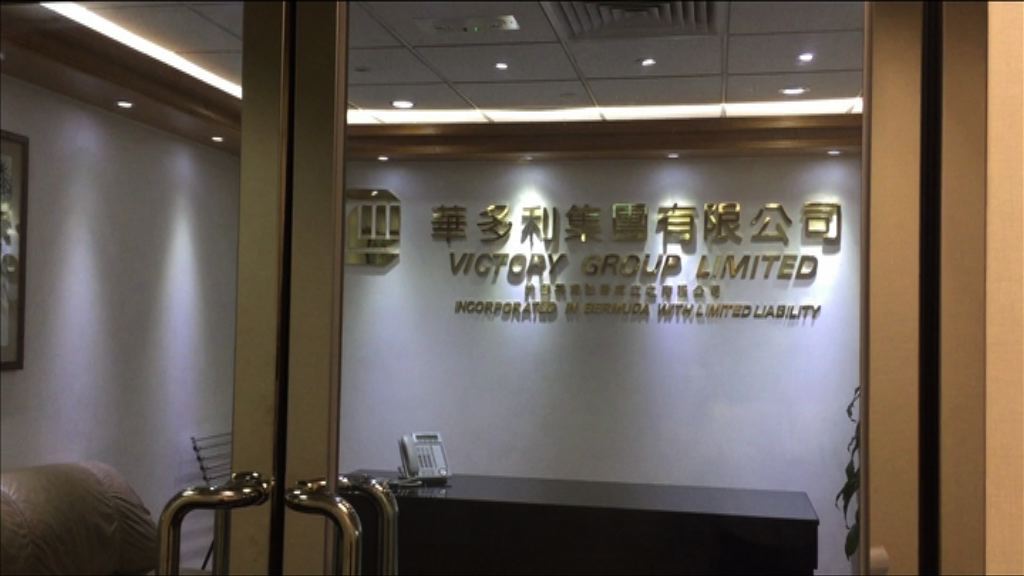 華多利集團有限公司
VICTORY GROUP LIMITED
INCORPORATED IN BERMUDA WITH LIMITED LIABILITY